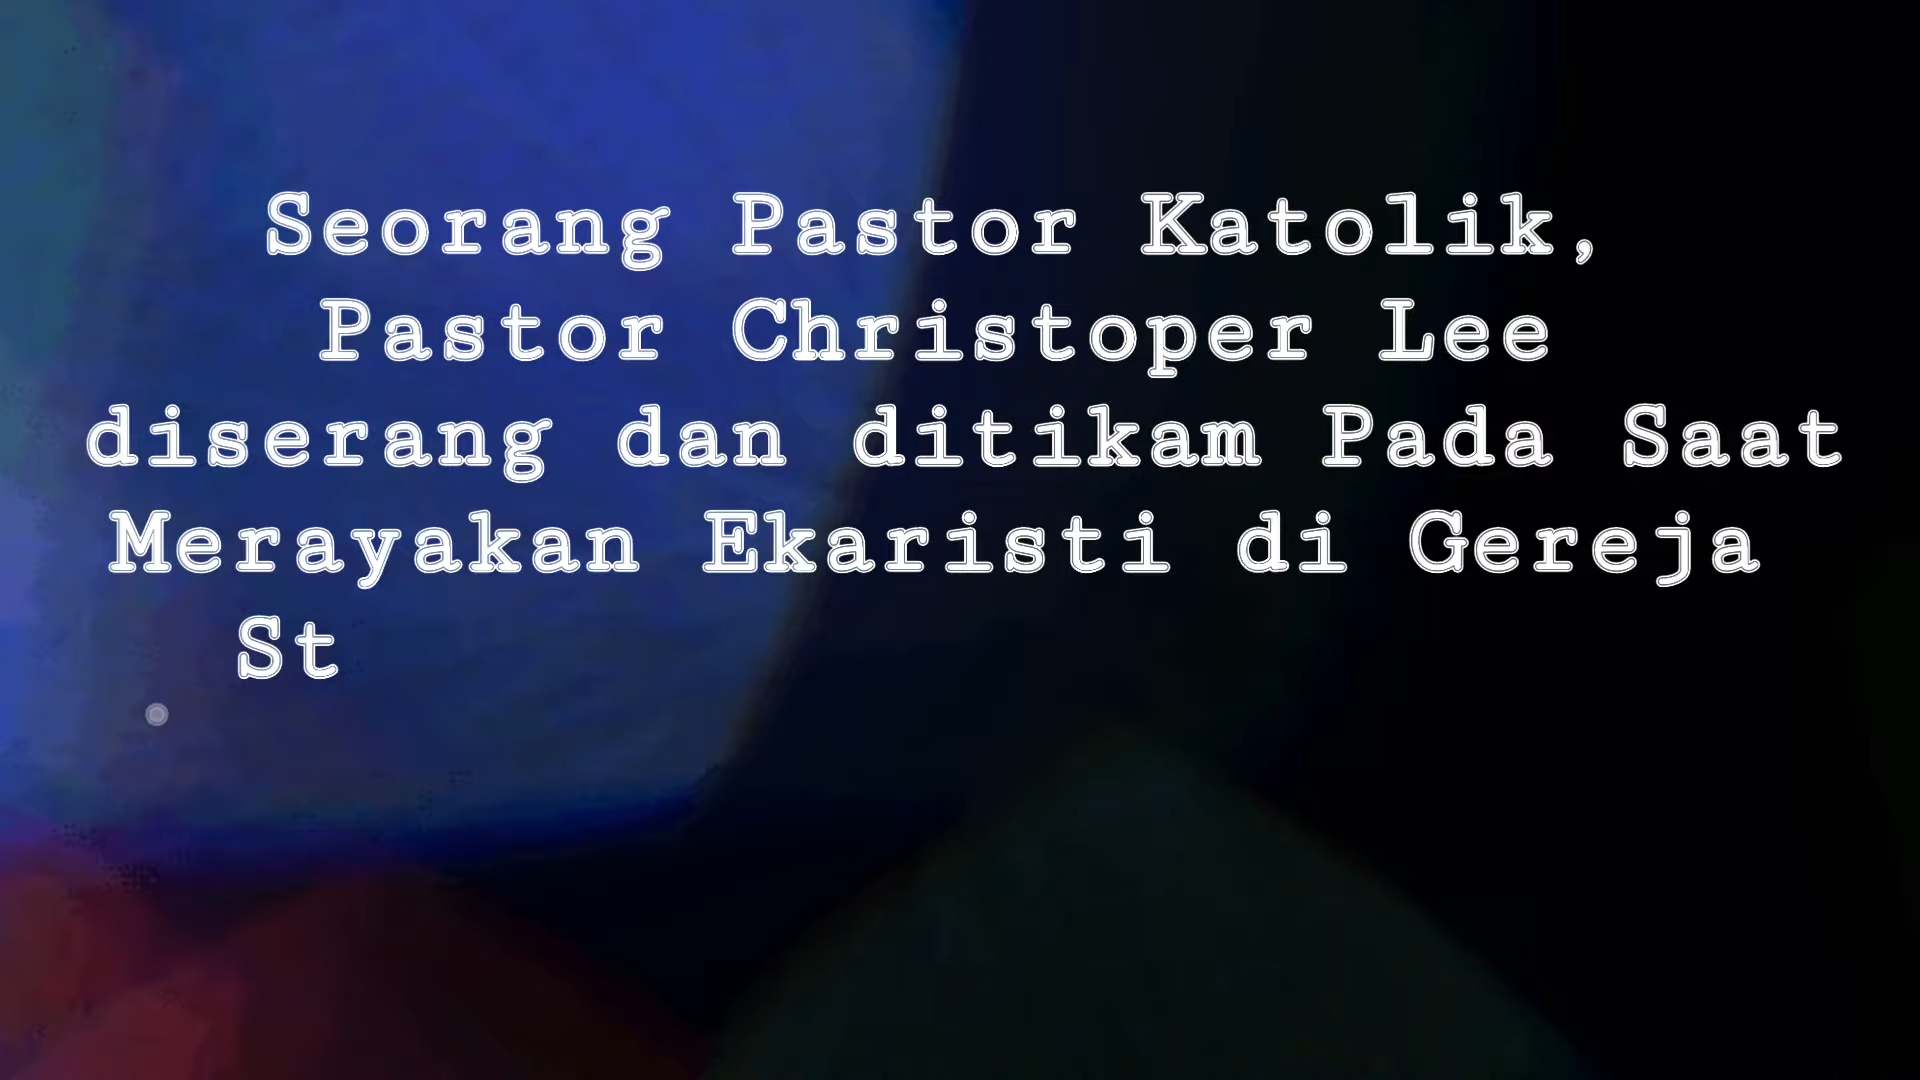 Seorang Pastor Katolik,
Pastor Christoper Lee
diserang dan ditikam Pada Saat
Merayakan Ekaristi di Gereja
St